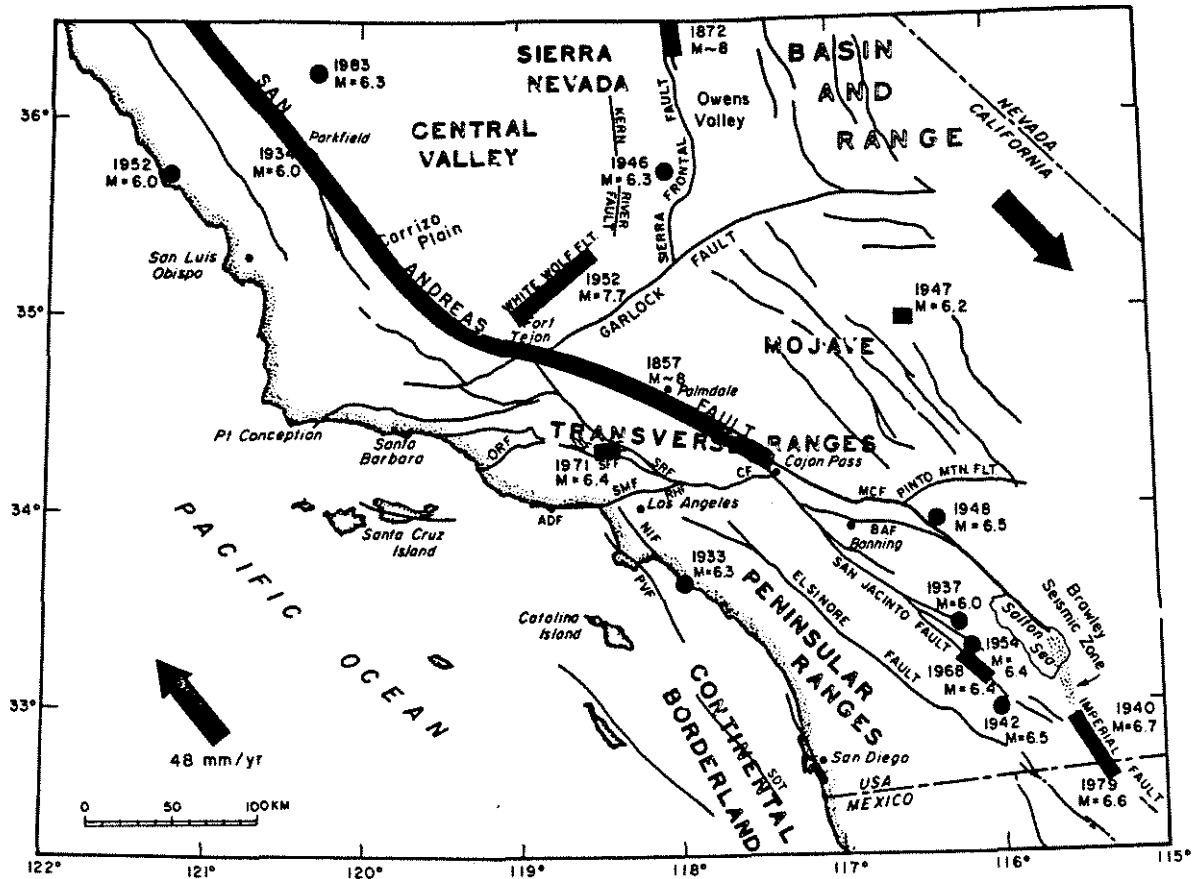 1872
M~8
BASIN
AND
RANGE
SIERRA
NEVADA
1983
M=6.3
SAN
ANDREAS
FAULT
KERN
RIVER
FAULT
Owens
Valley
SIERRA FRONTAL FAULT
NEVADA
CALIFORNIA
36°
CENTRAL
VALLEY
Parkfield
1934
M=6.0
1952
M=6.0
1946
M=6.3
Carrizo
Plain
San Luis
Obispo
WHITE WOLF FLT.
1952
M=7.7
GARLOCK FAULT
1947
M=6.2
35°
Fort
Tejon
MOJAVE
1857
M~8
Palmdale
TRANSVERSE RANGES
Pt Conception
Santa
Barbara
ORF
1971
M=6.4
SFF
SRF
CF
Cajon Pass
MCF
PINTO MTN. FLT.
SMF
RHF
Los Angeles
34°
ADF
Santa Cruz
Island
NIF
PVF
1933
M=6.3
BAF
Banning
1948
M=6.5
PACIFIC
OCEAN
Catalina
Island
PENINSULAR
RANGES
ELSINORE
FAULT
SAN JACINTO FAULT
1937
M=6.0
1954
M=
6.4
1968
M=6.4
1942
M=6.5
Salton
Sea
Brawley
Seismic
Zone
33°
48 mm/yr
CONTINENTAL
BORDERLAND
SDT
San Diego
USA
MEXICO
IMPERIAL FAULT
1940
M=6.7
1979
M=6.6
0 50 100 KM
122° 121° 120° 119° 118° 117° 116° 115°